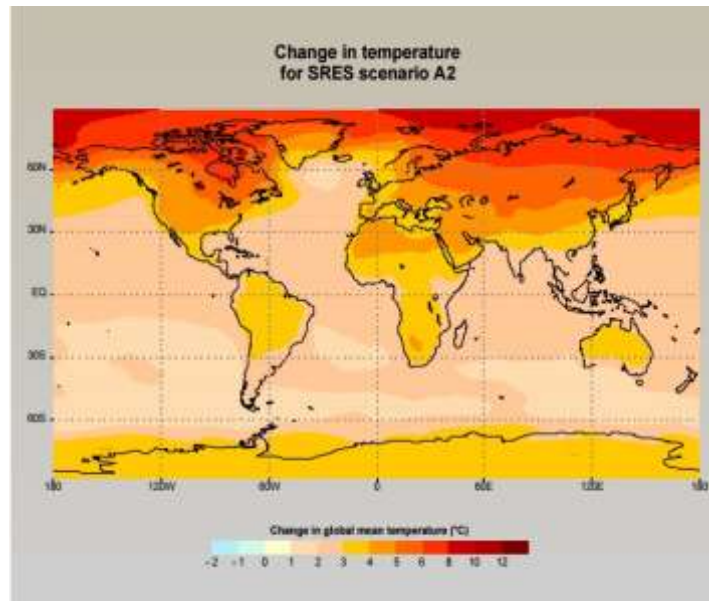 Change in temperature
for SRES scenario A2
60N
30N
EQ
30S
60S
180 120W 60W 0 60E 120E 180
Change in global mean temperature (°C)
-2 -1 0 1 2 3 4 5 6 8 10 12